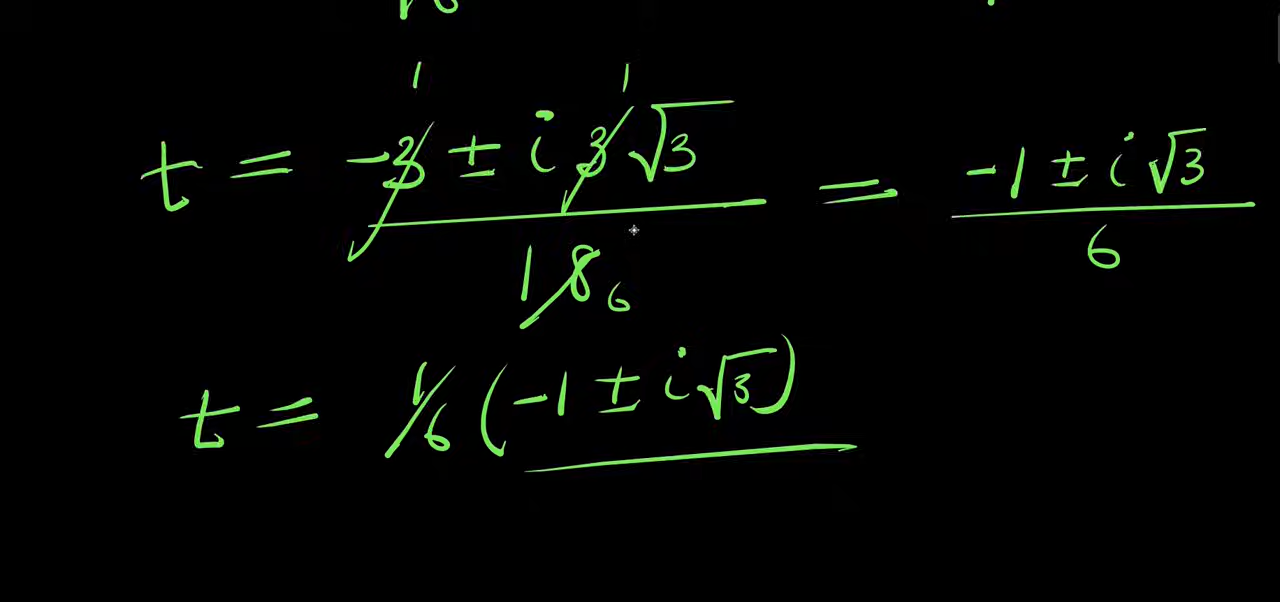 1 1
t = -3 ± i 3 √3 / 18 6 = -1 ± i √3 / 6
t = 1/6 (-1 ± i √3)